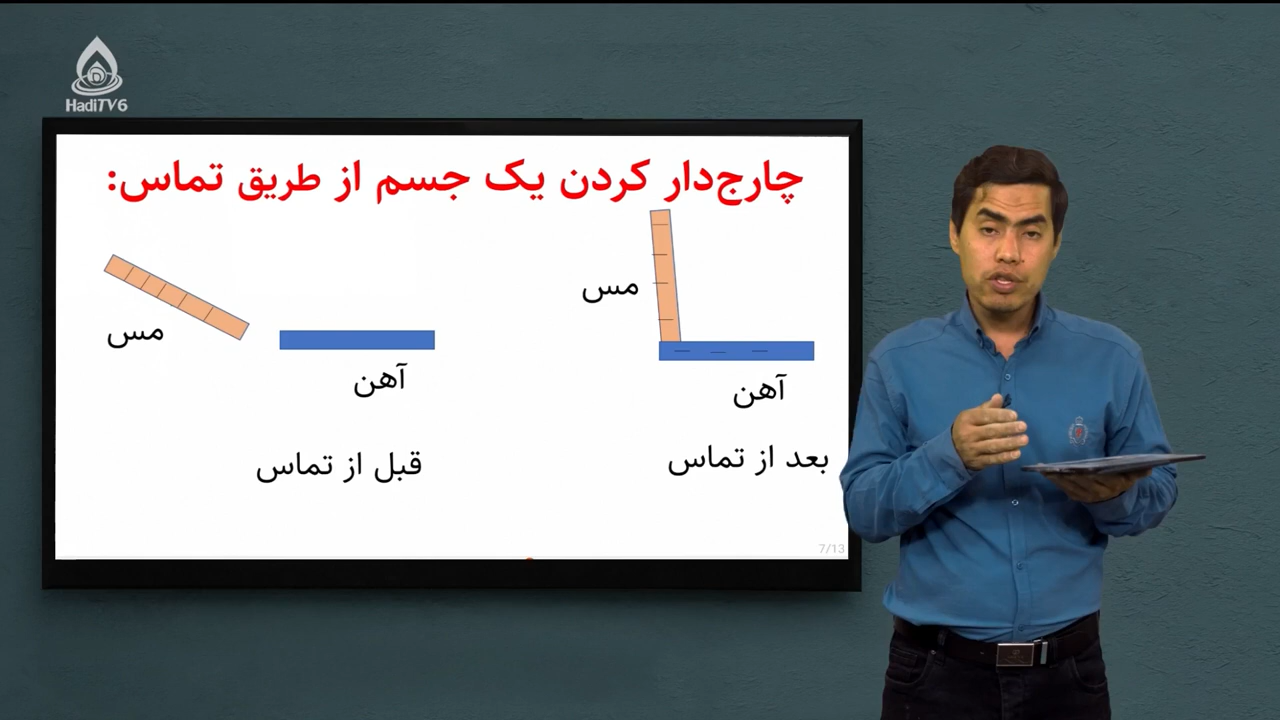 HadiTV6
چارج‌دار کردن یک جسم از طریق تماس:
مس
مس
آهن
آهن
قبل از تماس
بعد از تماس
7/13